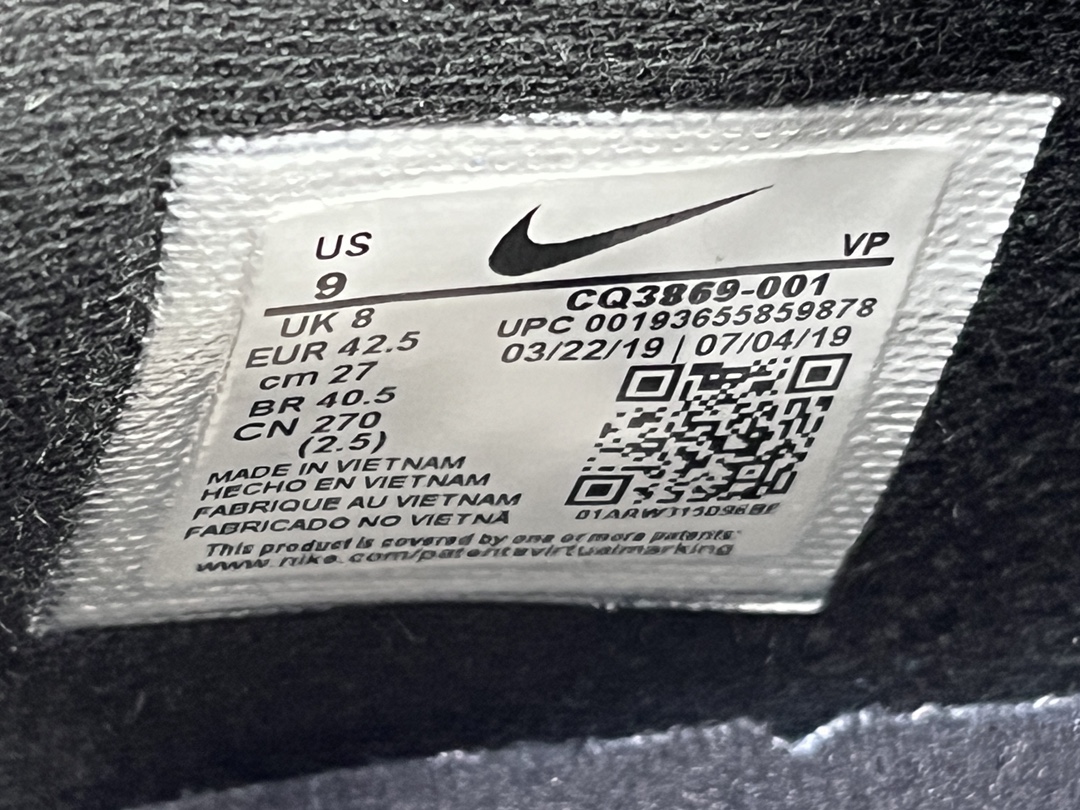 US
9
VP
UK 8
EUR 42.5
cm 27
BR 40.5
CN 270
(2.5)
CQ3869-001
UPC 00193655859878
03/22/19 | 07/04/19
MADE IN VIETNAM
HECHO EN VIETNAM
FABRIQUE AU VIETNAM
FABRICADO NO VIETNÃ
This product is covered by one or more patents:
www.nike.com/patentsvirtualmarking